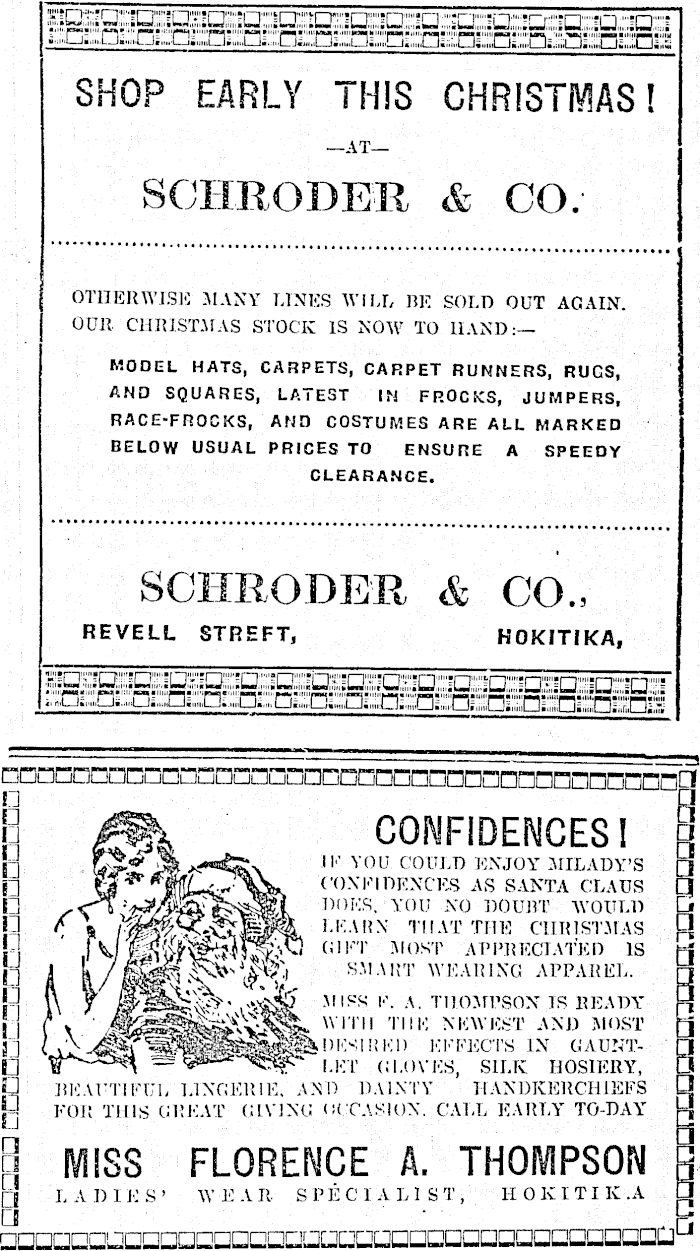 SHOP EARLY THIS CHRISTMAS!
—AT—
SCHRODER & CO.
OTHERWISE MANY LINES WILL BE SOLD OUT AGAIN.
OUR CHRISTMAS STOCK IS NOW TO HAND:—
MODEL HATS, CARPETS, CARPET RUNNERS, RUGS,
AND SQUARES, LATEST IN FROCKS, JUMPERS,
RACE-FROCKS, AND COSTUMES ARE ALL MARKED
BELOW USUAL PRICES TO ENSURE A SPEEDY
CLEARANCE.
SCHRODER & CO.,
REVELL STREFT, HOKITIKA,
CONFIDENCES!
IF YOU COULD ENJOY MILADY'S
CONFIDENCES AS SANTA CLAUS
DOES, YOU NO DOUBT WOULD
LEARN THAT THE CHRISTMAS
GIFT MOST APPRECIATED IS
SMART WEARING APPAREL.
MISS F. A. THOMPSON IS READY
WITH THE NEWEST AND MOST
DESIRED EFFECTS IN GAUNT-
LET GLOVES, SILK HOSIERY,
BEAUTIFUL LINGERIE, AND DAINTY HANDKERCHIEFS
FOR THIS GREAT GIVING OCCASION. CALL EARLY TO-DAY
MISS FLORENCE A. THOMPSON
LADIES' WEAR SPECIALIST, HOKITIKA